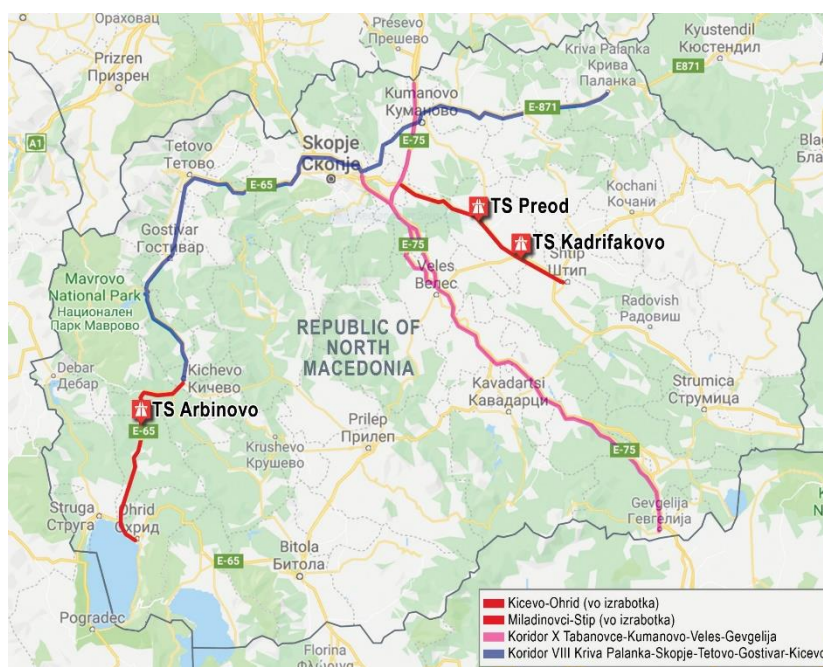 Ораховац
Prizren
Призрен
Presevo
Прешево
Kriva Palanka
Крива
Паланка
Kyustendil
Кюстендил
E871
A1
Kumanovo
Куманово
E-871
E-75
Tetovo
Тетово
Skopje
Скопје
E-65
Kochani
Кочани
TS Preod
TS Kadrifakovo
Gostivar
Гостивар
E-75
Shtip
Штип
Mavrovo
National Park
Национален
Парк Маврово
Veles
Велес
Radovish
Радовиш
REPUBLIC OF
NORTH
MACEDONIA
Debar
Дебар
Kichevo
Кичево
Kavadartsi
Кавадарци
Strumica
Струмица
TS Arbinovo
E-65
Prilep
Прилеп
Krushevo
Крушево
E-75
Struga
Струга
Ohrid
Охрид
Gevgelija
Гевгелија
Bitola
Битола
E-65
Pogradec
Florina
Φλώρινα
Kicevo-Ohrid (vo izrabotka)
Miladinovci-Stip (vo izrabotka)
Koridor X Tabanovce-Kumanovo-Veles-Gevgelija
Koridor VIII Kriva Palanka-Skopje-Tetovo-Gostivar-Kicevo